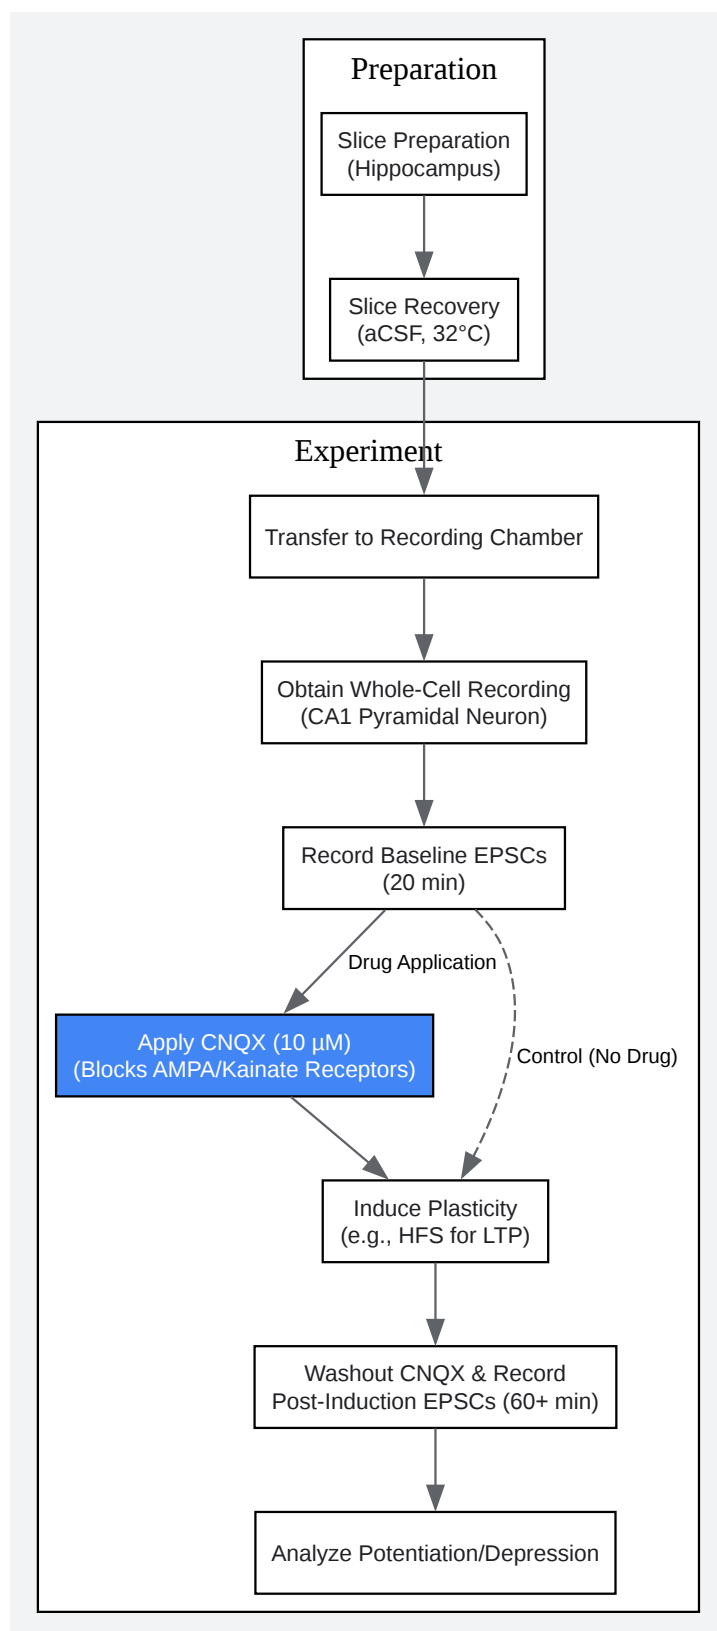 Preparation
Slice Preparation
(Hippocampus)
Slice Recovery
(aCSF, 32°C)
Experiment
Transfer to Recording Chamber
Obtain Whole-Cell Recording
(CA1 Pyramidal Neuron)
Record Baseline EPSCs
(20 min)
Drug Application
Apply CNQX (10 µM)
(Blocks AMPA/Kainate Receptors)
Control (No Drug)
Induce Plasticity
(e.g., HFS for LTP)
Washout CNQX & Record
Post-Induction EPSCs (60+ min)
Analyze Potentiation/Depression